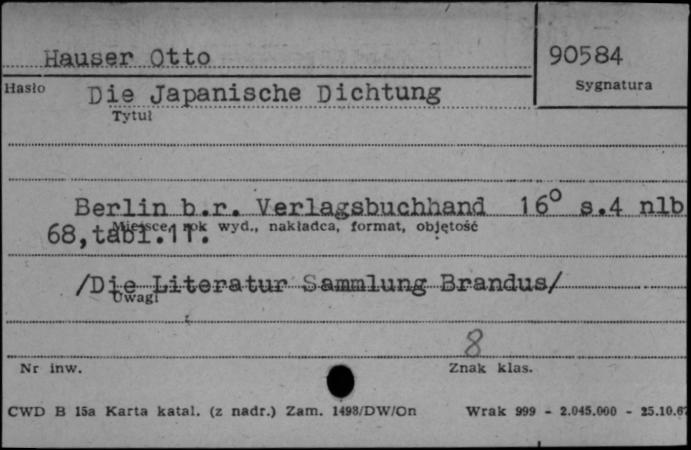 Hauser Otto
90584
Hasło
Sygnatura
Die Japanische Dichtung
Tytuł
Berlin b.r. Verlagsbuchhand 16° s.4 nlb
Miejsce, rok wyd., nakładca, format, objętość
68,tabl.11.
/Die Literatur Sammlung Brandus/
Uwagi
8
Nr inw.
Znak klas.
CWD B 15a Karta katal. (z nadr.) Zam. 1498/DW/On
Wrak 999 - 2.045.000 - 25.10.67